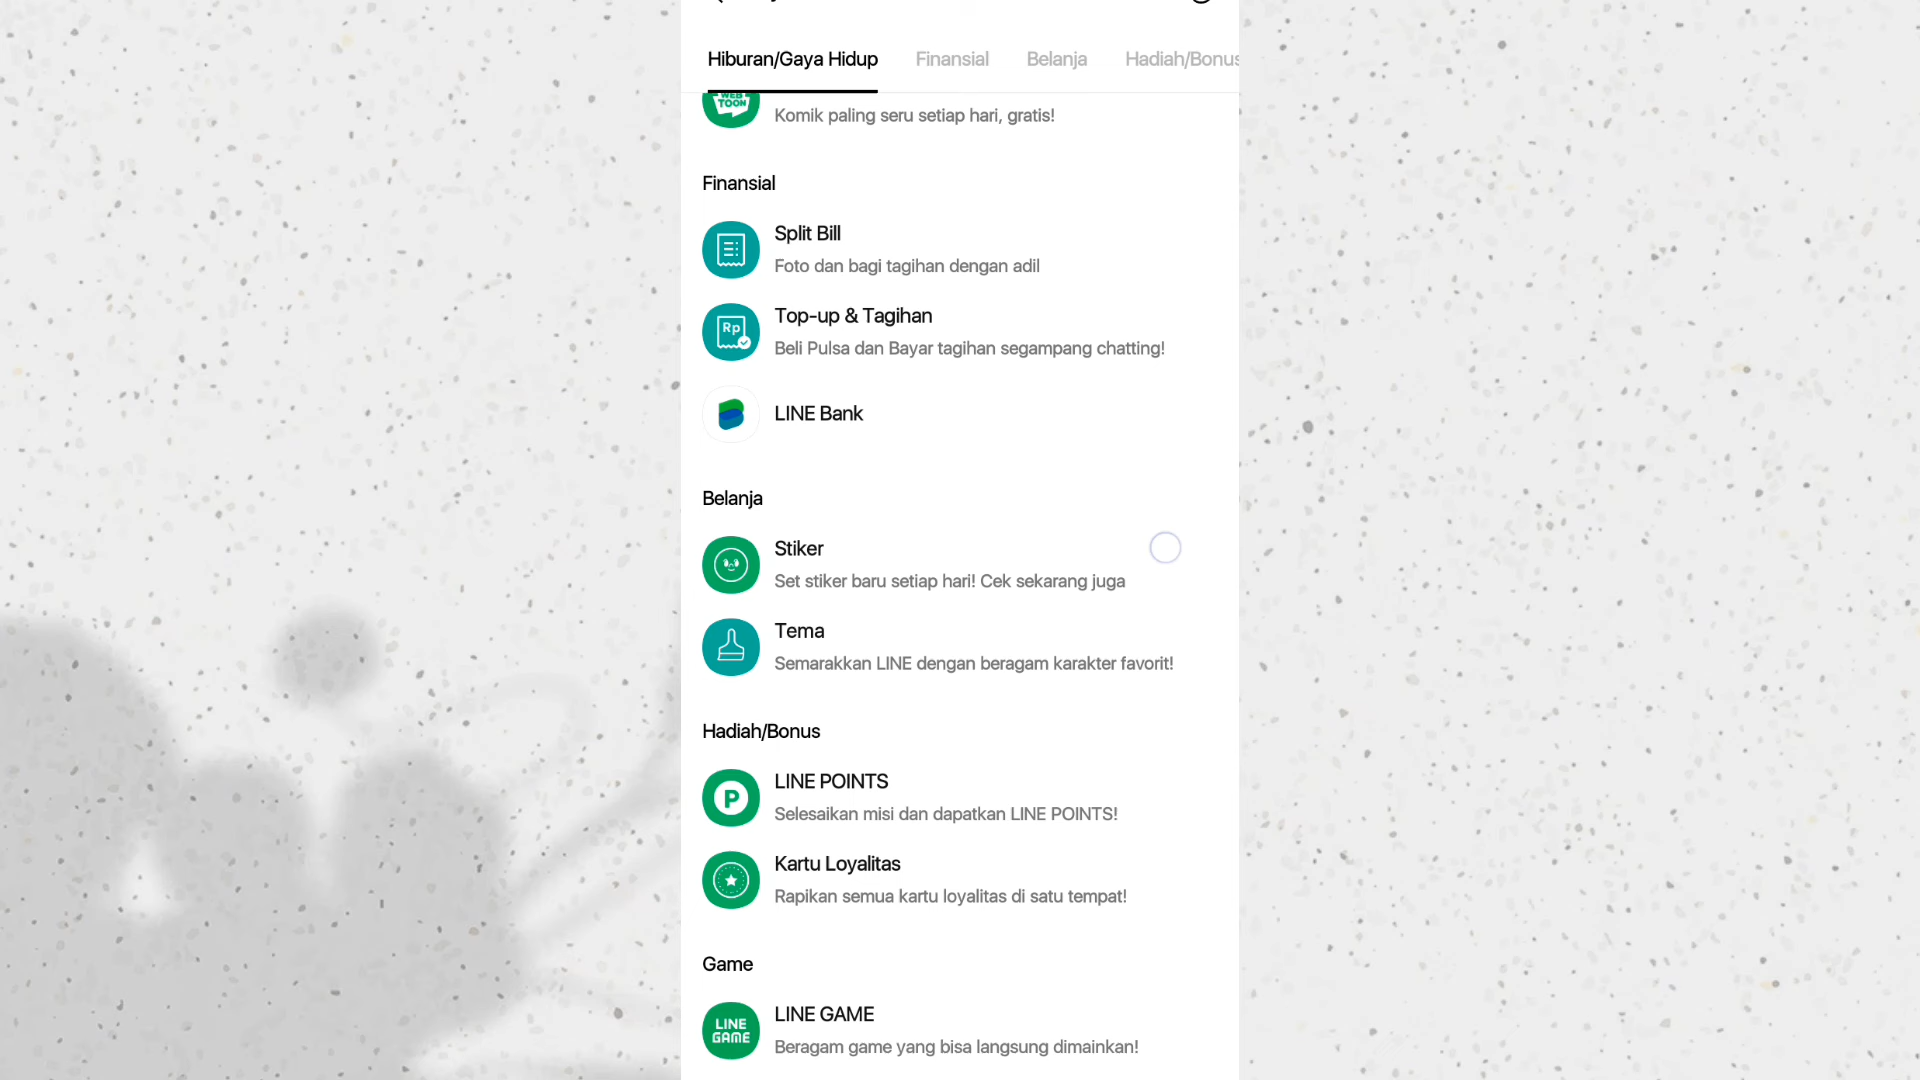 Hiburan/Gaya Hidup Finansial Belanja Hadiah/Bonus
WEB
TOON
Komik paling seru setiap hari, gratis!
Finansial
Split Bill
Foto dan bagi tagihan dengan adil
Rp
Top-up & Tagihan
Beli Pulsa dan Bayar tagihan segampang chatting!
LINE Bank
Belanja
Stiker
Set stiker baru setiap hari! Cek sekarang juga
Tema
Semarakkan LINE dengan beragam karakter favorit!
Hadiah/Bonus
P
LINE POINTS
Selesaikan misi dan dapatkan LINE POINTS!
Kartu Loyalitas
Rapikan semua kartu loyalitas di satu tempat!
Game
LINE
GAME
LINE GAME
Beragam game yang bisa langsung dimainkan!